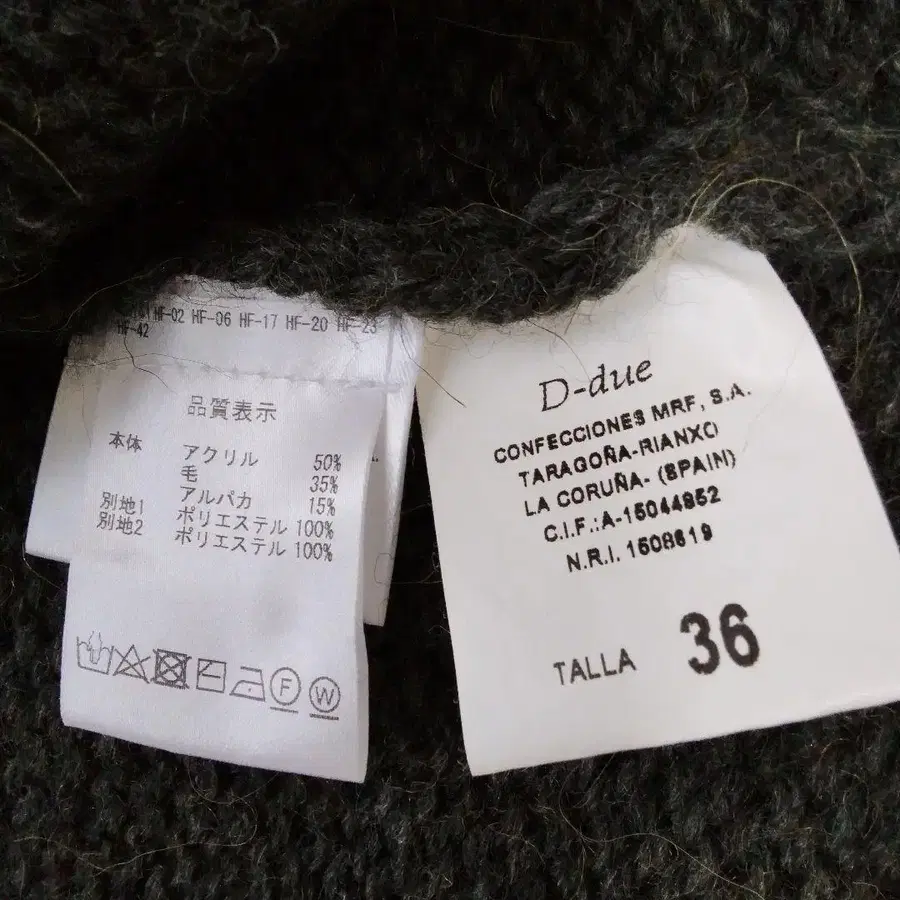 HF-02 HF-06 HF-17 HF-20 HF-23
HF-42
品質表示
本体 アクリル 50%
毛 35%
アルパカ 15%
別地1 ポリエステル 100%
別地2 ポリエステル 100%
F W
D-due
CONFECCIONES MRF, S.A.
TARAGOÑA-RIANXO
LA CORUÑA- (SPAIN)
C.I.F.:A-15044952
N.R.I. 1508619
TALLA 36